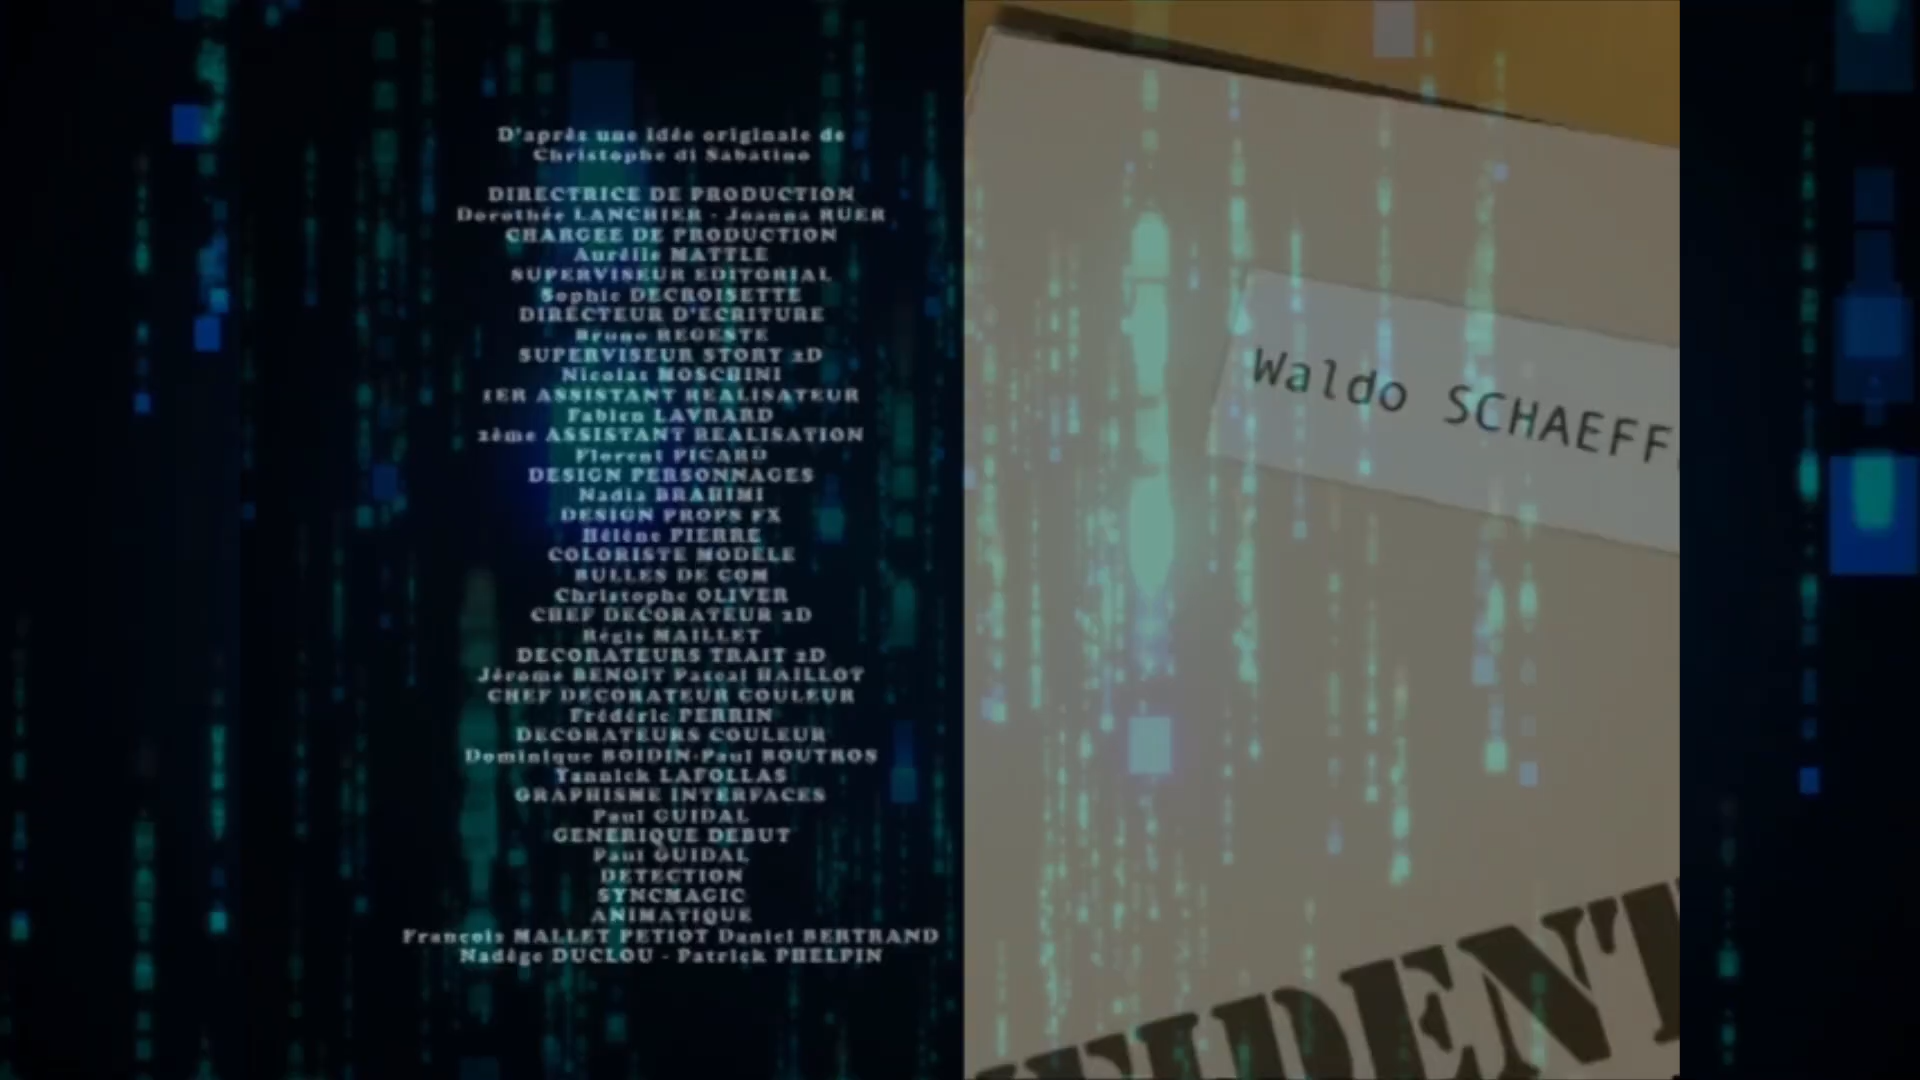 D'après une idée originale de
Christophe di Sabatino
DIRECTRICE DE PRODUCTION
Dorothée LANCHIER - Joanna RUER
CHARGEE DE PRODUCTION
Aurélie MATTLE
SUPERVISEUR EDITORIAL
Sophie DECROISETTE
DIRECTEUR D'ECRITURE
Bruno REGESTE
SUPERVISEUR STORY 2D
Nicolas MOSCHINI
1ER ASSISTANT REALISATEUR
Fabien LAVRARD
2ème ASSISTANT REALISATION
Florent PICARD
DESIGN PERSONNAGES
Nadia BRAHIMI
DESIGN PROPS FX
Hélène PIERRE
COLORISTE MODELE
BULLES DE COM
Christophe OLIVER
CHEF DECORATEUR 2D
Régis MAILLET
DECORATEURS TRAIT 2D
Jérome BENOIT Pascal HAILLOT
CHEF DECORATEUR COULEUR
Frédéric PERRIN
DECORATEURS COULEUR
Dominique BOIDIN-Paul BOUTROS
Yannick LAFOLLAS
GRAPHISME INTERFACES
Paul GUIDAL
GENERIQUE DEBUT
Paul GUIDAL
DETECTION
SYNCMAGIC
ANIMATIQUE
Francois MALLET PETIOT Daniel BERTRAND
Nadège DUCLOU - Patrick PHELPIN
Waldo SCHAEFF
FIDENT